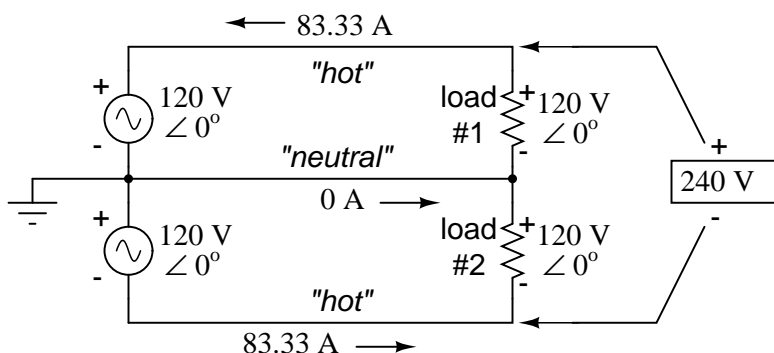 83.33 A
"hot"
+
120 V
∠ 0°
-
load
#1
+
120 V
∠ 0°
-
"neutral"
0 A
+
240 V
-
+
120 V
∠ 0°
-
load
#2
+
120 V
∠ 0°
-
"hot"
83.33 A